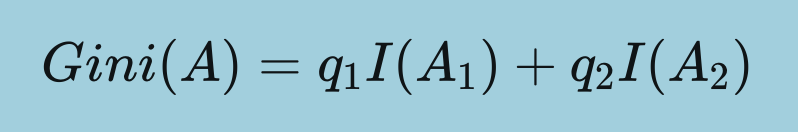 Gini(A) = q₁I(A₁) + q₂I(A₂)